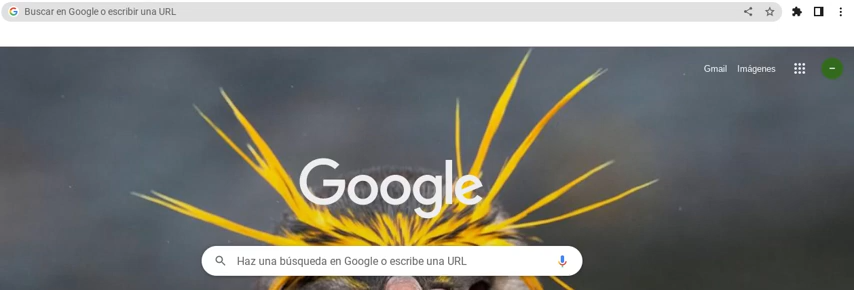 Buscar en Google o escribir una URL
Gmail Imágenes
Google
Haz una búsqueda en Google o escribe una URL